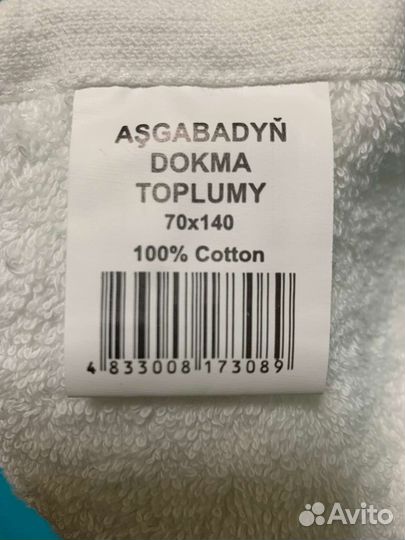 AŞGABADYŇ
DOKMA
TOPLUMY
70x140
100% Cotton
4 833008 173089
Avito